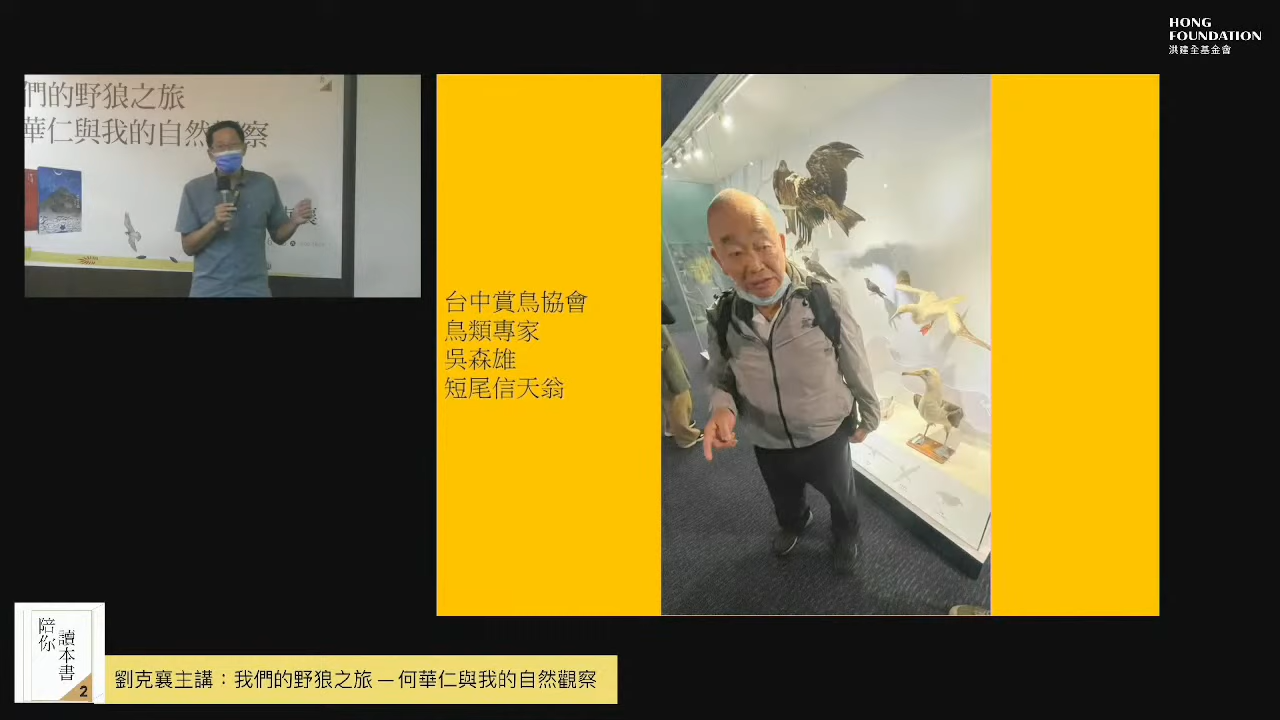 HONG
FOUNDATION
洪建全基金會
們的野狼之旅
華仁與我的自然觀察
台中賞鳥協會
鳥類專家
吳森雄
短尾信天翁
陪你
讀本書
2
劉克襄主講：我們的野狼之旅 — 何華仁與我的自然觀察